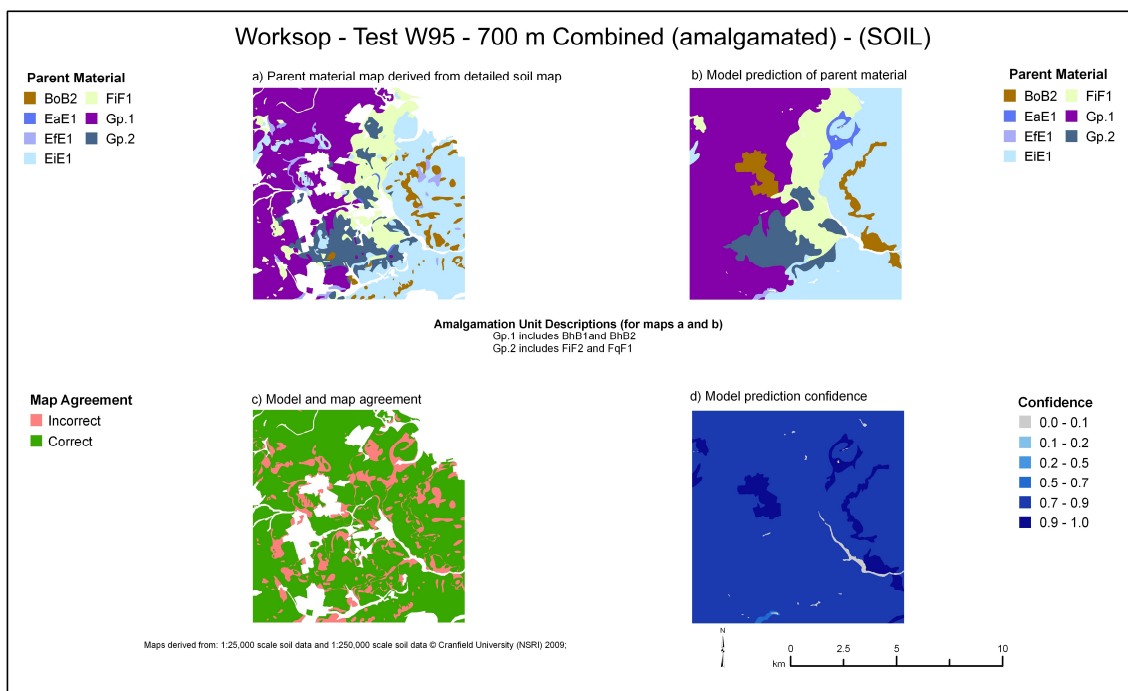 Worksop - Test W95 - 700 m Combined (amalgamated) - (SOIL)
Parent Material
BoB2 FiF1
EaE1 Gp.1
EfE1 Gp.2
EiE1
a) Parent material map derived from detailed soil map
b) Model prediction of parent material
Parent Material
BoB2 FiF1
EaE1 Gp.1
EfE1 Gp.2
EiE1
Amalgamation Unit Descriptions (for maps a and b)
Gp.1 includes BhB1and BhB2
Gp.2 includes FiF2 and FqF1
Map Agreement
Incorrect
Correct
c) Model and map agreement
d) Model prediction confidence
Confidence
0.0 - 0.1
0.1 - 0.2
0.2 - 0.5
0.5 - 0.7
0.7 - 0.9
0.9 - 1.0
Maps derived from: 1:25,000 scale soil data and 1:250,000 scale soil data © Cranfield University (NSRI) 2009;
N
0 2.5 5 10
km